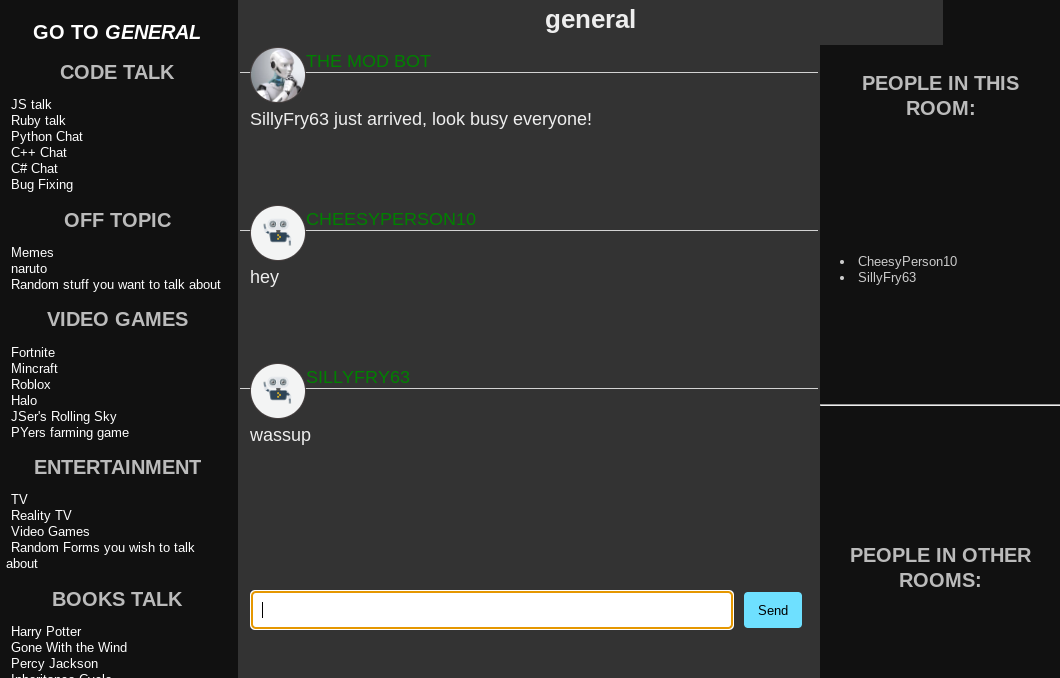 GO TO GENERAL
CODE TALK
JS talk
Ruby talk
Python Chat
C++ Chat
C# Chat
Bug Fixing
OFF TOPIC
Memes
naruto
Random stuff you want to talk about
VIDEO GAMES
Fortnite
Mincraft
Roblox
Halo
JSer's Rolling Sky
PYers farming game
ENTERTAINMENT
TV
Reality TV
Video Games
Random Forms you wish to talk
about
BOOKS TALK
Harry Potter
Gone With the Wind
Percy Jackson
Inheritance Cycle
general
THE MOD BOT
SillyFry63 just arrived, look busy everyone!
CHEESYPERSON10
hey
SILLYFRY63
wassup
Send
PEOPLE IN THIS
ROOM:
CheesyPerson10
SillyFry63
PEOPLE IN OTHER
ROOMS: